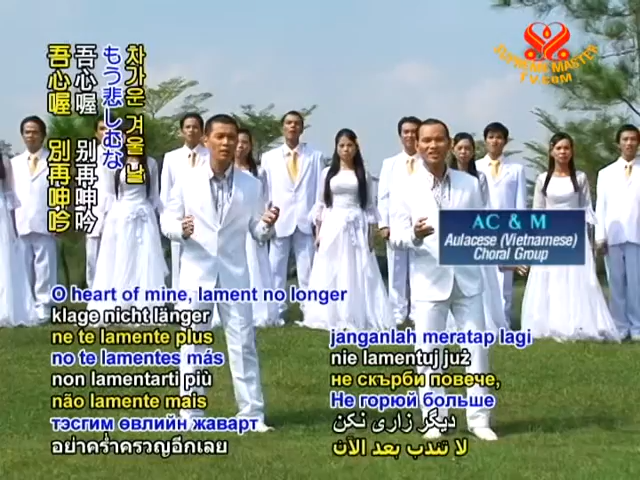 SUPREME MASTER
TV.COM
차가운 겨울 날
もう悲しむな
吾心喔 别再呻吟
吾心喔 別再呻吟
AC & M
Aulacese (Vietnamese)
Choral Group
O heart of mine, lament no longer
klage nicht länger
ne te lamente plus
no te lamentes más
non lamentarti più
não lamente mais
тэсгим өвлийн жаварт
อย่าคร่ำครวญอีกเลย
janganlah meratap lagi
nie lamentuj już
не скърби повече,
Не горюй больше
دیگر زاری نکن
لا تندب بعد الآن